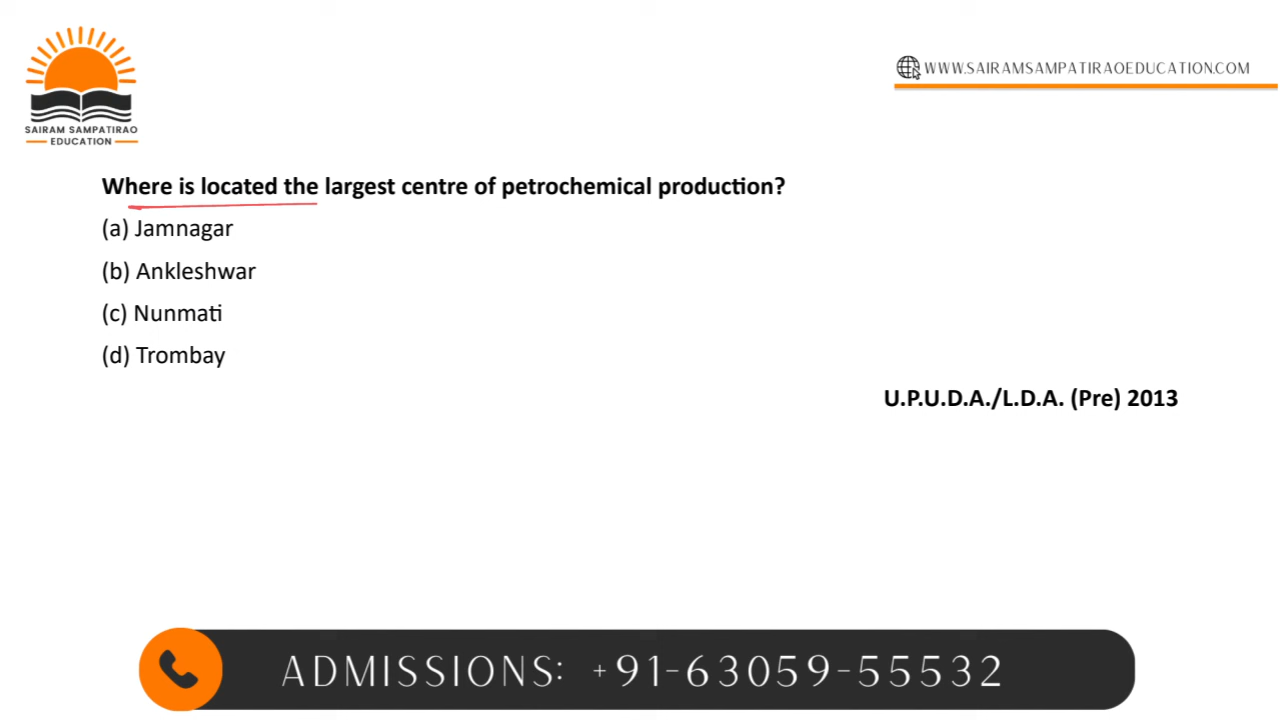 SAIRAM SAMPATIRAO
EDUCATION
WWW.SAIRAMSAMPATIRAOEDUCATION.COM
Where is located the largest centre of petrochemical production?
(a) Jamnagar
(b) Ankleshwar
(c) Nunmati
(d) Trombay
U.P.U.D.A./L.D.A. (Pre) 2013
ADMISSIONS: +91-63059-55532